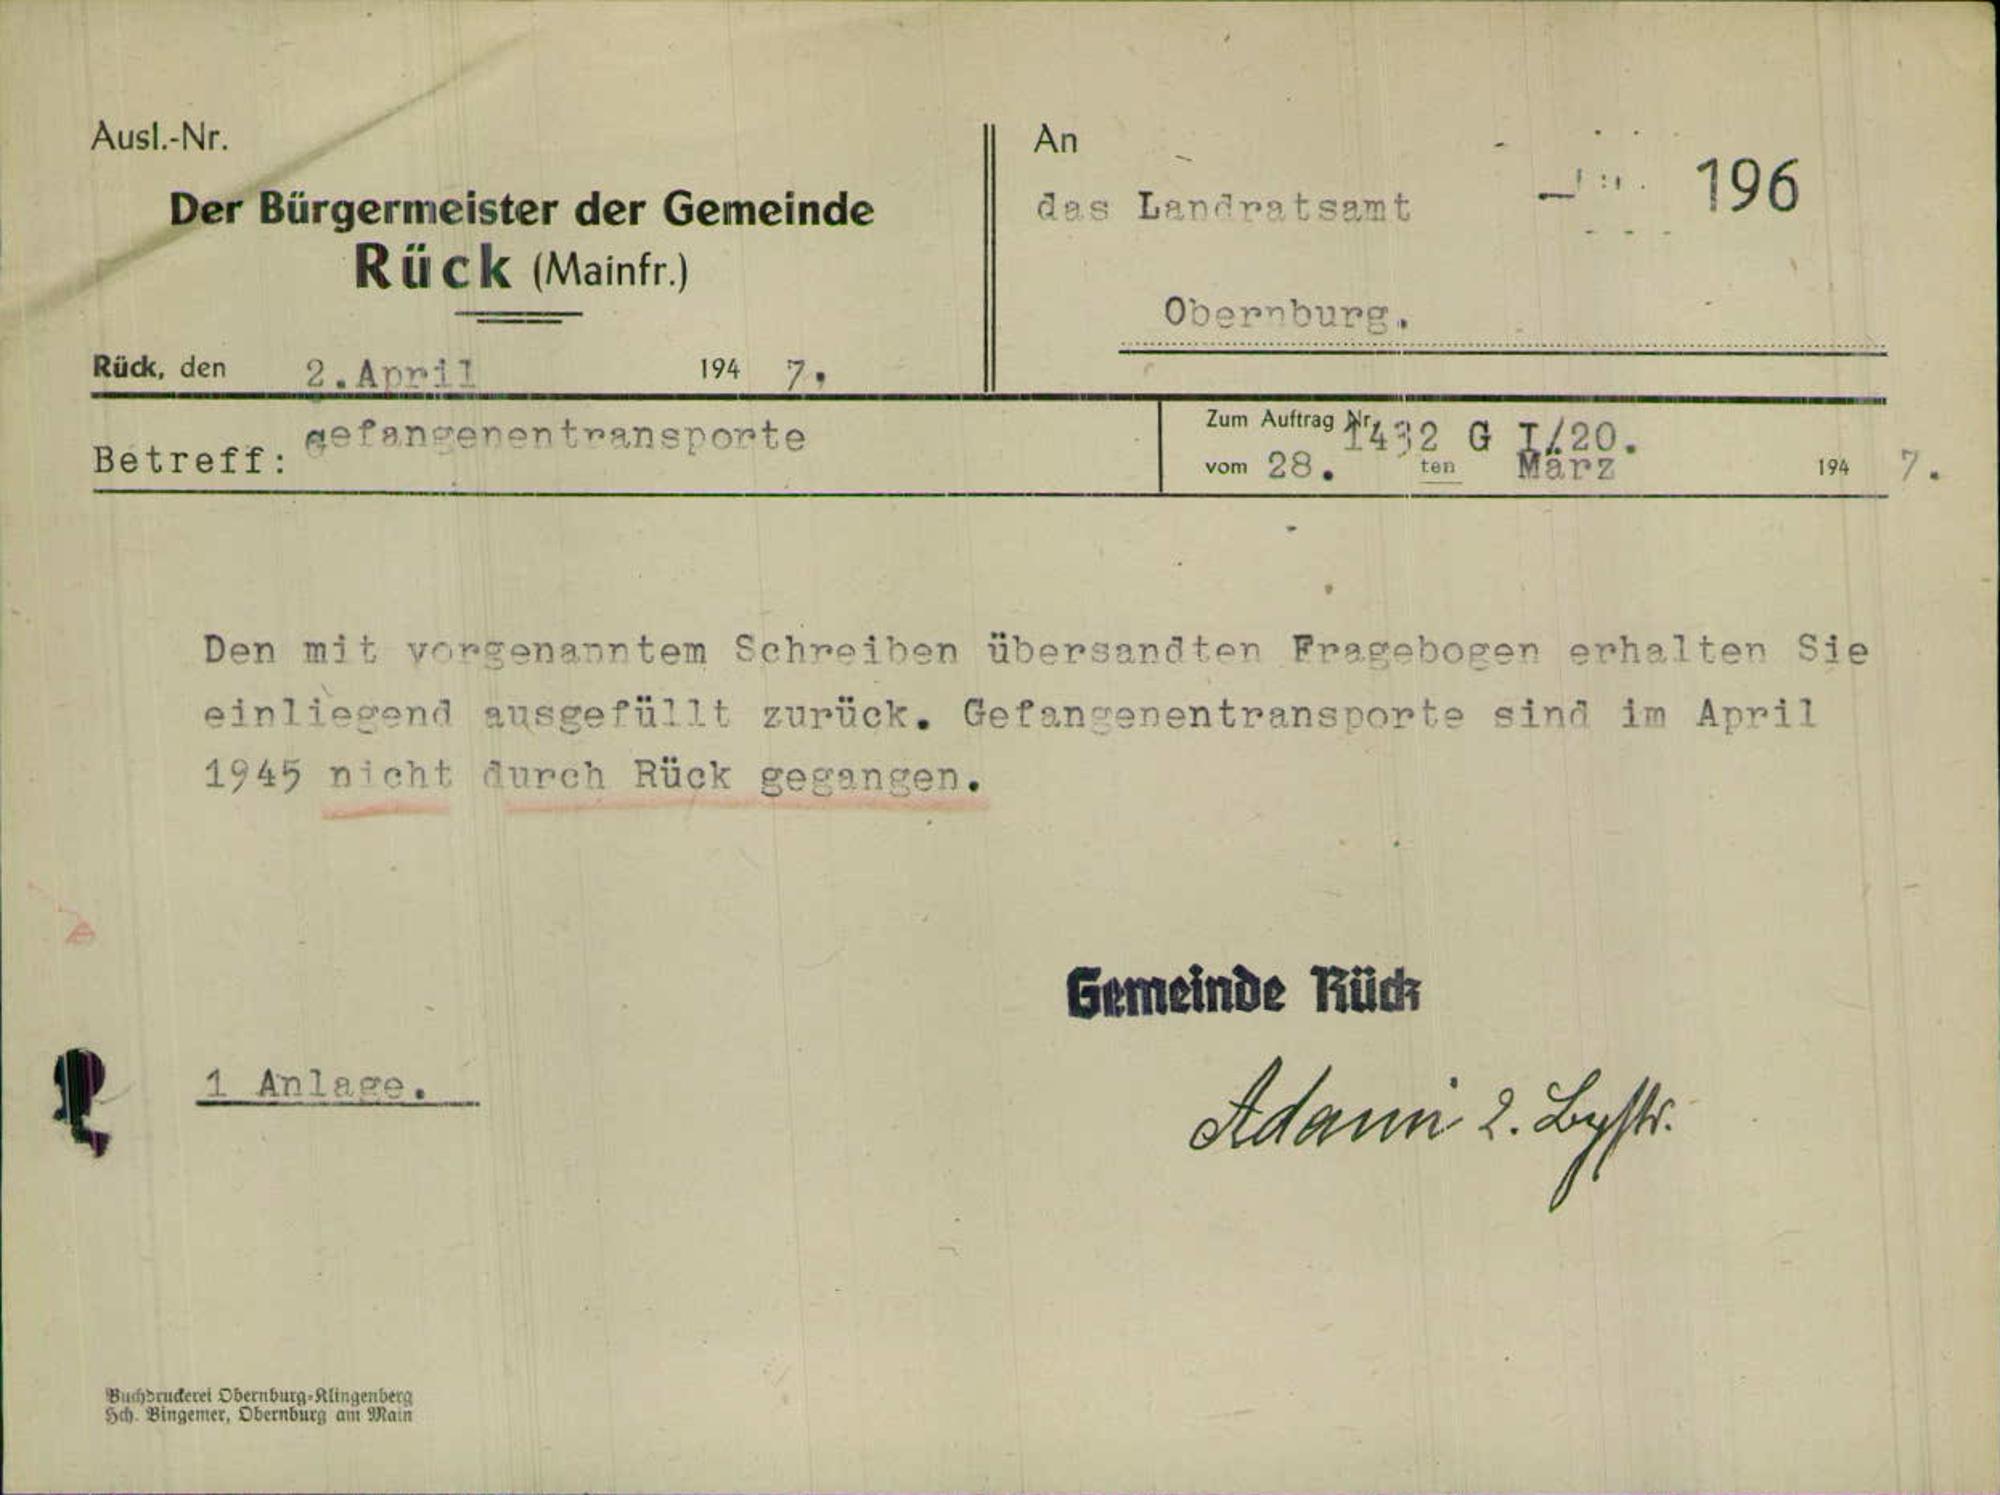 Ausl.-Nr.
Der Bürgermeister der Gemeinde
Rück (Mainfr.)
Rück, den 2.April 194 7.
An
das Landratsamt
196
Obernburg.
Betreff: gefangenentransporte
Zum Auftrag Nr. 1432 G I/20.
vom 28. ten März 194 7.
Den mit vorgenanntem Schreiben übersandten Fragebogen erhalten Sie
einliegend ausgefüllt zurück. Gefangenentransporte sind im April
1945 nicht durch Rück gegangen.
Gemeinde Rück
1 Anlage.
2.
Buchdruckerei Obernburg-Klingenberg
Hch. Bingemer, Obernburg am Main